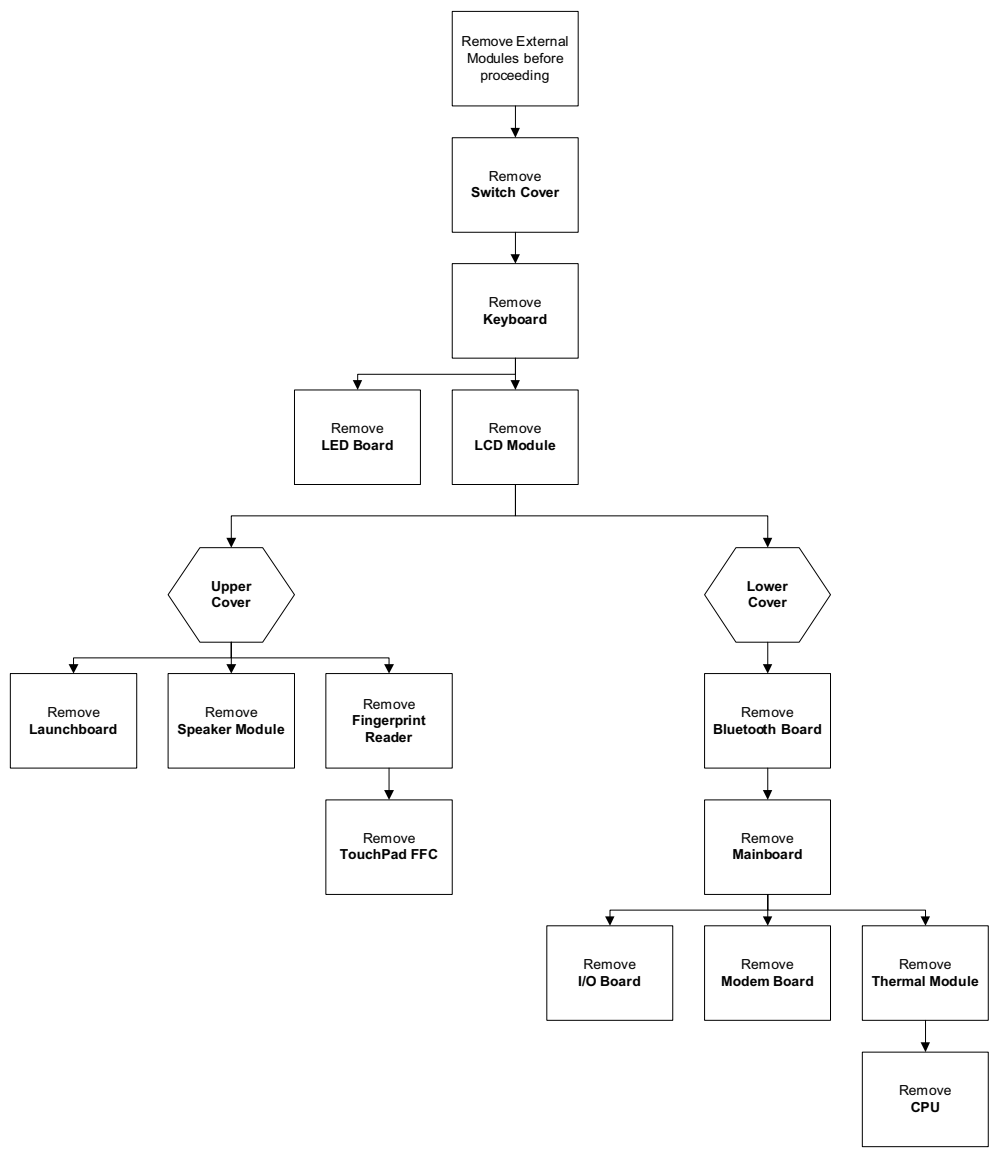 Remove External
Modules before
proceeding
Remove
Switch Cover
Remove
Keyboard
Remove
LED Board
Remove
LCD Module
Upper
Cover
Lower
Cover
Remove
Launchboard
Remove
Speaker Module
Remove
Fingerprint
Reader
Remove
Bluetooth Board
Remove
TouchPad FFC
Remove
Mainboard
Remove
I/O Board
Remove
Modem Board
Remove
Thermal Module
Remove
CPU